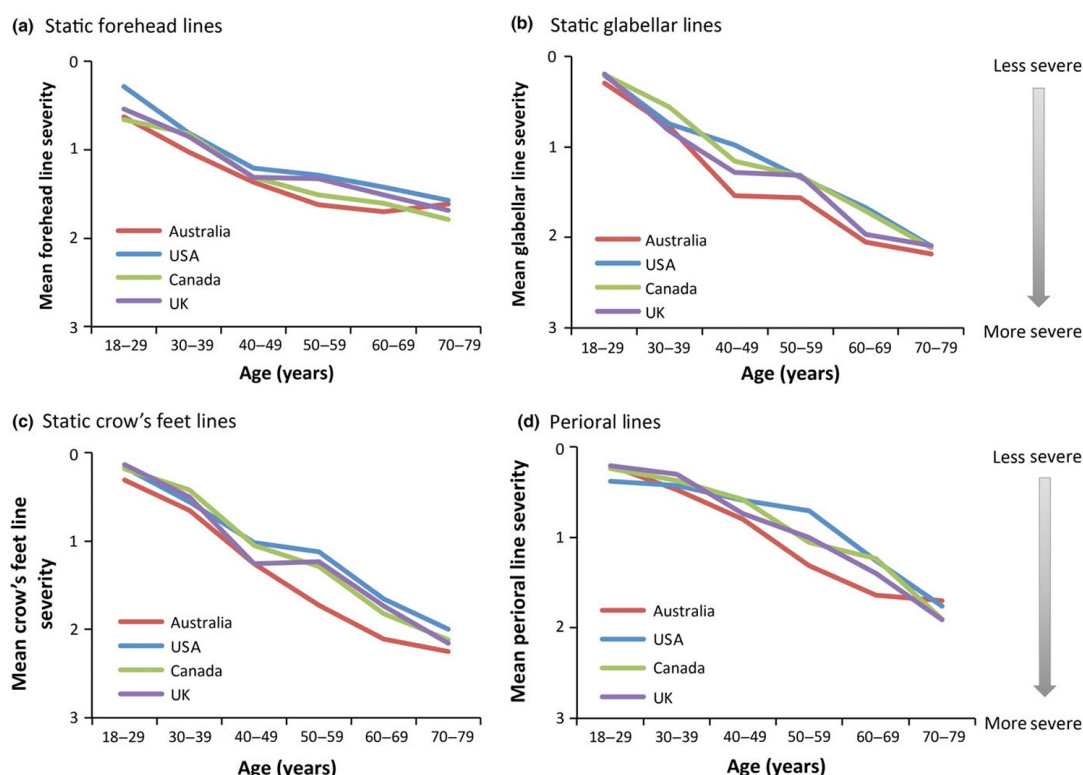 (a) Static forehead lines
Mean forehead line severity
0
1
2
3
Australia
USA
Canada
UK
18–29 30–39 40–49 50–59 60–69 70–79
Age (years)
(b) Static glabellar lines
Mean glabellar line severity
0
1
2
3
Australia
USA
Canada
UK
18–29 30–39 40–49 50–59 60–69 70–79
Age (years)
Less severe
More severe
(c) Static crow’s feet lines
Mean crow’s feet line
severity
0
1
2
3
Australia
USA
Canada
UK
18–29 30–39 40–49 50–59 60–69 70–79
Age (years)
(d) Perioral lines
Mean perioral line severity
0
1
2
3
Australia
USA
Canada
UK
18–29 30–39 40–49 50–59 60–69 70–79
Age (years)
Less severe
More severe